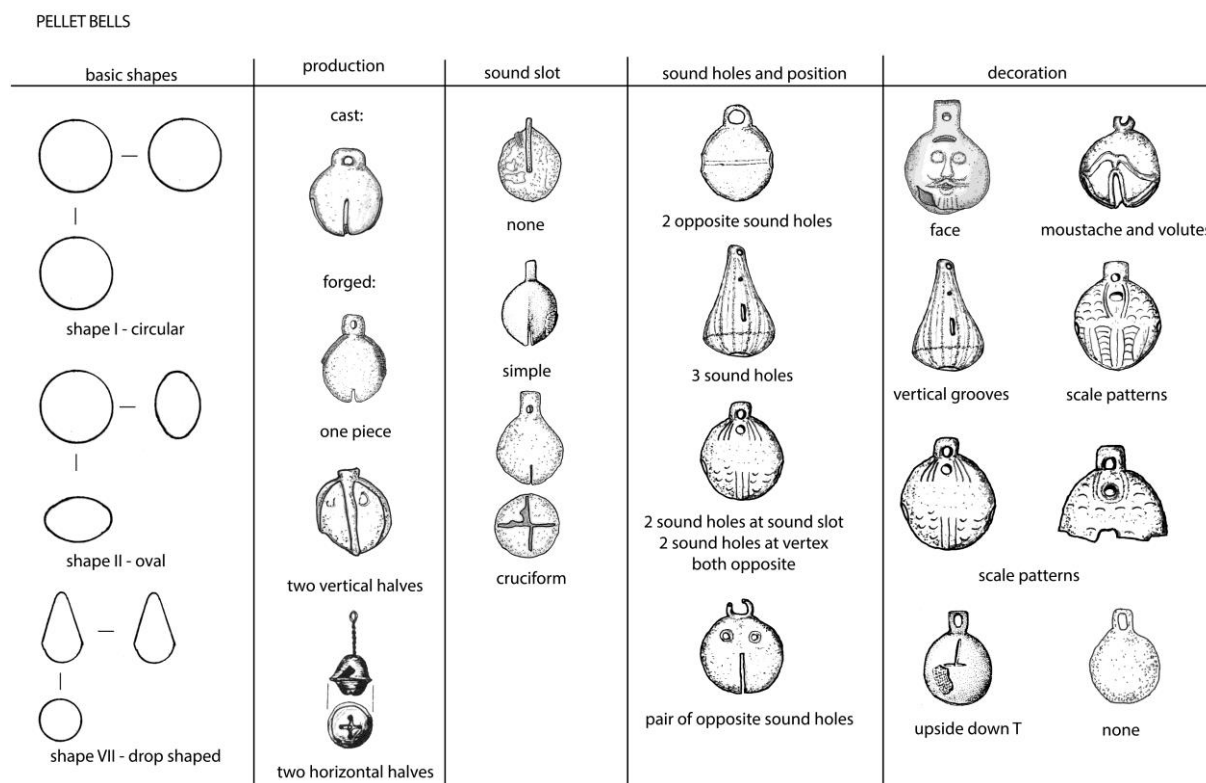 PELLET BELLS
basic shapes
production
sound slot
sound holes and position
decoration
shape I - circular
shape II - oval
shape VII - drop shaped
cast:
forged:
one piece
two vertical halves
two horizontal halves
none
simple
cruciform
2 opposite sound holes
3 sound holes
2 sound holes at sound slot
2 sound holes at vertex
both opposite
pair of opposite sound holes
face
moustache and volutes
vertical grooves
scale patterns
scale patterns
upside down T
none